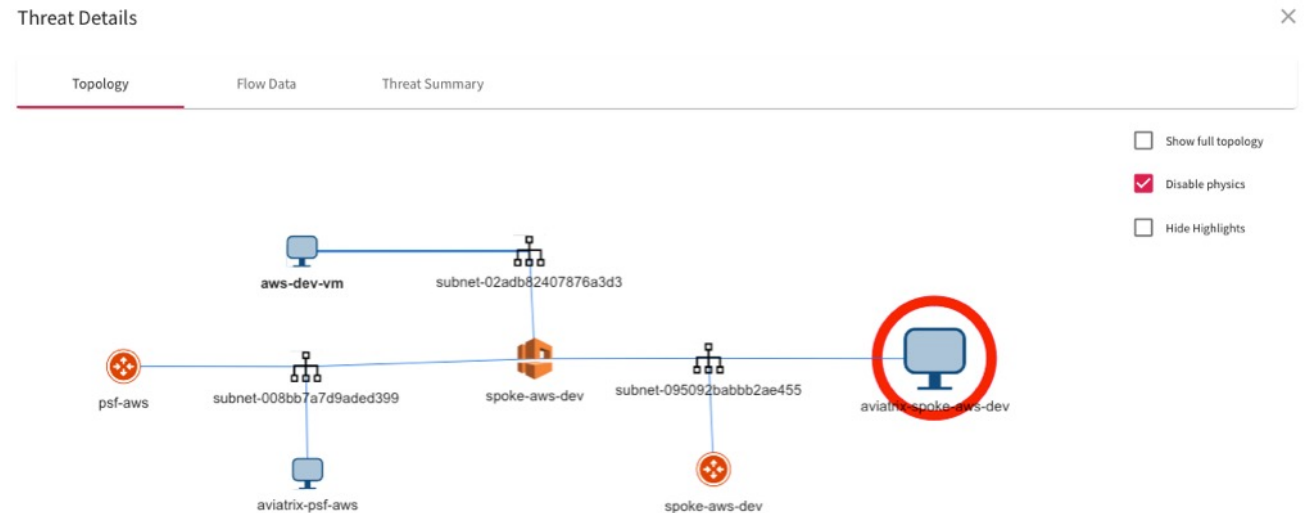 Threat Details
Topology
Flow Data
Threat Summary
Show full topology
Disable physics
Hide Highlights
aws-dev-vm
subnet-02adb82407876a3d3
psf-aws
subnet-008bb7a7d9aded399
spoke-aws-dev
subnet-095092babbb2ae455
aviatrix-spoke-aws-dev
aviatrix-psf-aws
spoke-aws-dev